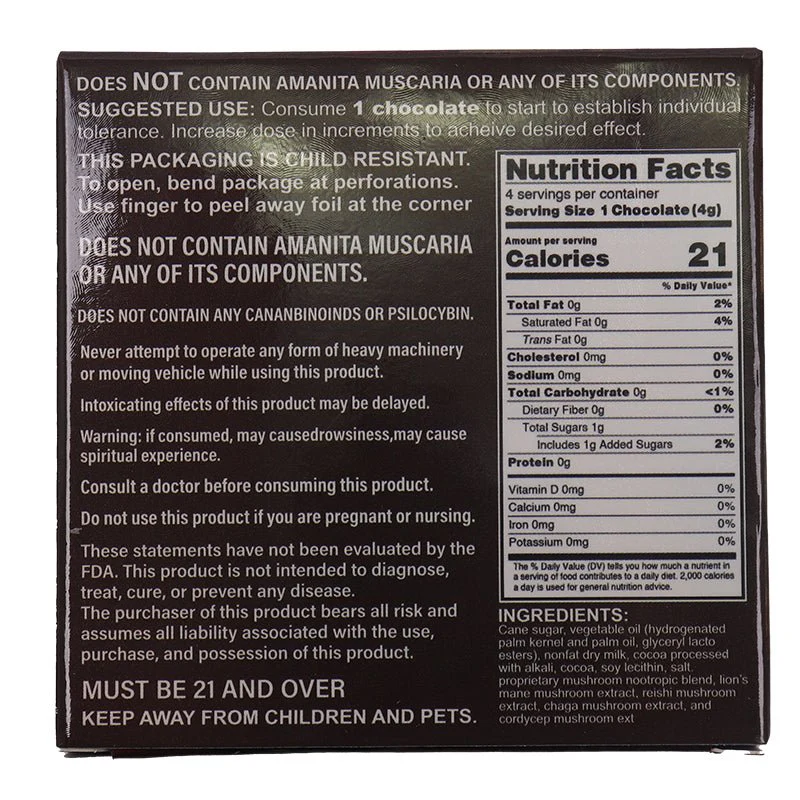 DOES NOT CONTAIN AMANITA MUSCARIA OR ANY OF ITS COMPONENTS.
SUGGESTED USE: Consume 1 chocolate to start to establish individual
tolerance. Increase dose in increments to acheive desired effect.
THIS PACKAGING IS CHILD RESISTANT.
To open, bend package at perforations.
Use finger to peel away foil at the corner
DOES NOT CONTAIN AMANITA MUSCARIA
OR ANY OF ITS COMPONENTS.
DOES NOT CONTAIN ANY CANANBINOINDS OR PSILOCYBIN.
Never attempt to operate any form of heavy machinery
or moving vehicle while using this product.
Intoxicating effects of this product may be delayed.
Warning: if consumed, may causedrowsiness,may cause
spiritual experience.
Consult a doctor before consuming this product.
Do not use this product if you are pregnant or nursing.
These statements have not been evaluated by the
FDA. This product is not intended to diagnose,
treat, cure, or prevent any disease.
The purchaser of this product bears all risk and
assumes all liability associated with the use,
purchase, and possession of this product.
MUST BE 21 AND OVER
KEEP AWAY FROM CHILDREN AND PETS.
Nutrition Facts
4 servings per container
Serving Size 1 Chocolate (4g)
Amount per serving
Calories 21
% Daily Value*
Total Fat 0g 2%
Saturated Fat 0g 4%
Trans Fat 0g
Cholesterol 0mg 0%
Sodium 0mg 0%
Total Carbohydrate 0g <1%
Dietary Fiber 0g 0%
Total Sugars 1g
Includes 1g Added Sugars 2%
Protein 0g
Vitamin D 0mg 0%
Calcium 0mg 0%
Iron 0mg 0%
Potassium 0mg 0%
The % Daily Value (DV) tells you how much a nutrient in
a serving of food contributes to a daily diet. 2,000 calories
a day is used for general nutrition advice.
INGREDIENTS:
Cane sugar, vegetable oil (hydrogenated
palm kernel and palm oil, glyceryl lacto
esters), nonfat dry milk, cocoa processed
with alkali, cocoa, soy lecithin, salt.
proprietary mushroom nootropic blend, lion's
mane mushroom extract, reishi mushroom
extract, chaga mushroom extract, and
cordycep mushroom ext